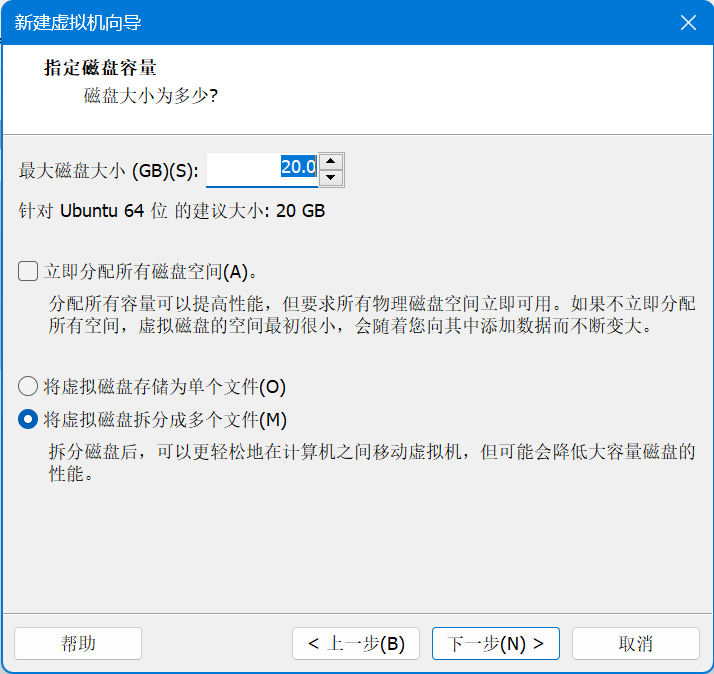 新建虚拟机向导
指定磁盘容量
磁盘大小为多少?
最大磁盘大小 (GB)(S): 20.0
针对 Ubuntu 64 位 的建议大小: 20 GB
立即分配所有磁盘空间(A)。
分配所有容量可以提高性能，但要求所有物理磁盘空间立即可用。如果不立即分配
所有空间，虚拟磁盘的空间最初很小，会随着您向其中添加数据而不断变大。
将虚拟磁盘存储为单个文件(O)
将虚拟磁盘拆分成多个文件(M)
拆分磁盘后，可以更轻松地在计算机之间移动虚拟机，但可能会降低大容量磁盘的
性能。
帮助 < 上一步(B) 下一步(N) > 取消